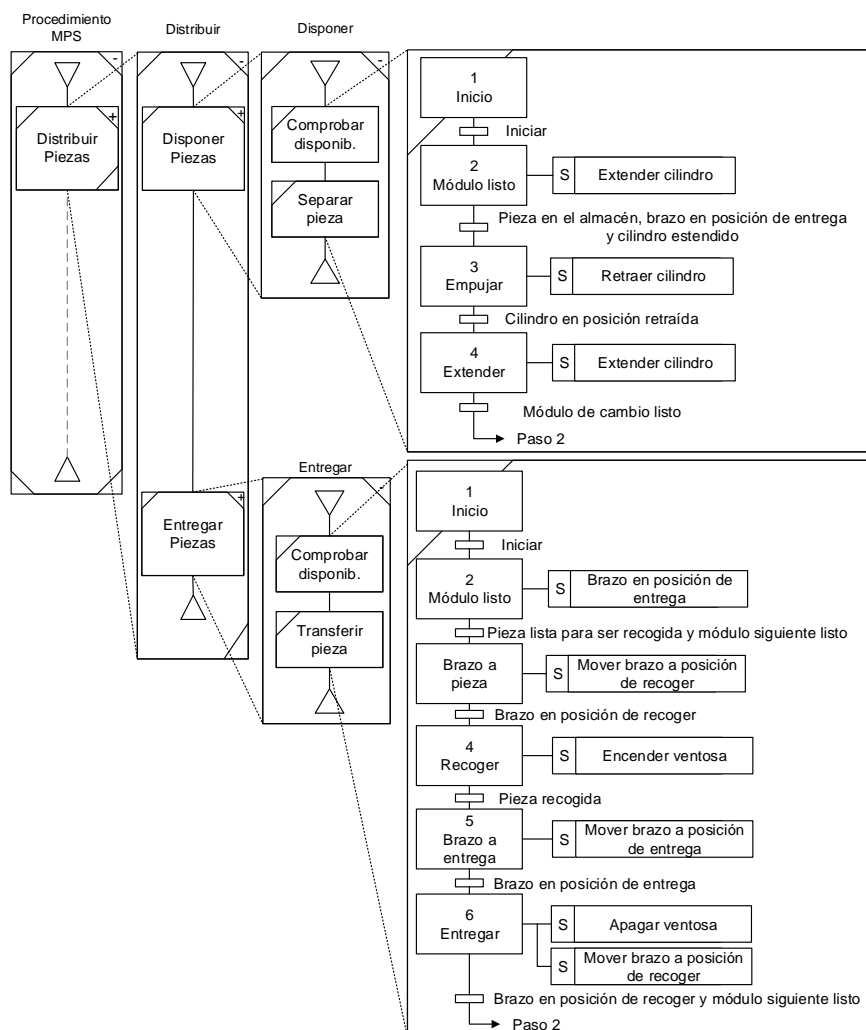 Procedimiento
MPS
Distribuir
Disponer
-
-
-
Distribuir
Piezas
+
Disponer
Piezas
+
Comprobar
disponib.
Separar
pieza
1
Inicio
Iniciar
2
Módulo listo
S
Extender cilindro
Pieza en el almacén, brazo en posición de entrega
y cilindro estendido
3
Empujar
S
Retraer cilindro
Cilindro en posición retraída
4
Extender
S
Extender cilindro
Módulo de cambio listo
Paso 2
Entregar
-
Entregar
Piezas
+
Comprobar
disponib.
Transferir
pieza
1
Inicio
Iniciar
2
Módulo listo
S
Brazo en posición de
entrega
Pieza lista para ser recogida y módulo siguiente listo
Brazo a
pieza
S
Mover brazo a posición
de recoger
Brazo en posición de recoger
4
Recoger
S
Encender ventosa
Pieza recogida
5
Brazo a
entrega
S
Mover brazo a posición
de entrega
Brazo en posición de entrega
6
Entregar
S
Apagar ventosa
S
Mover brazo a posición
de recoger
Brazo en posición de recoger y módulo siguiente listo
Paso 2